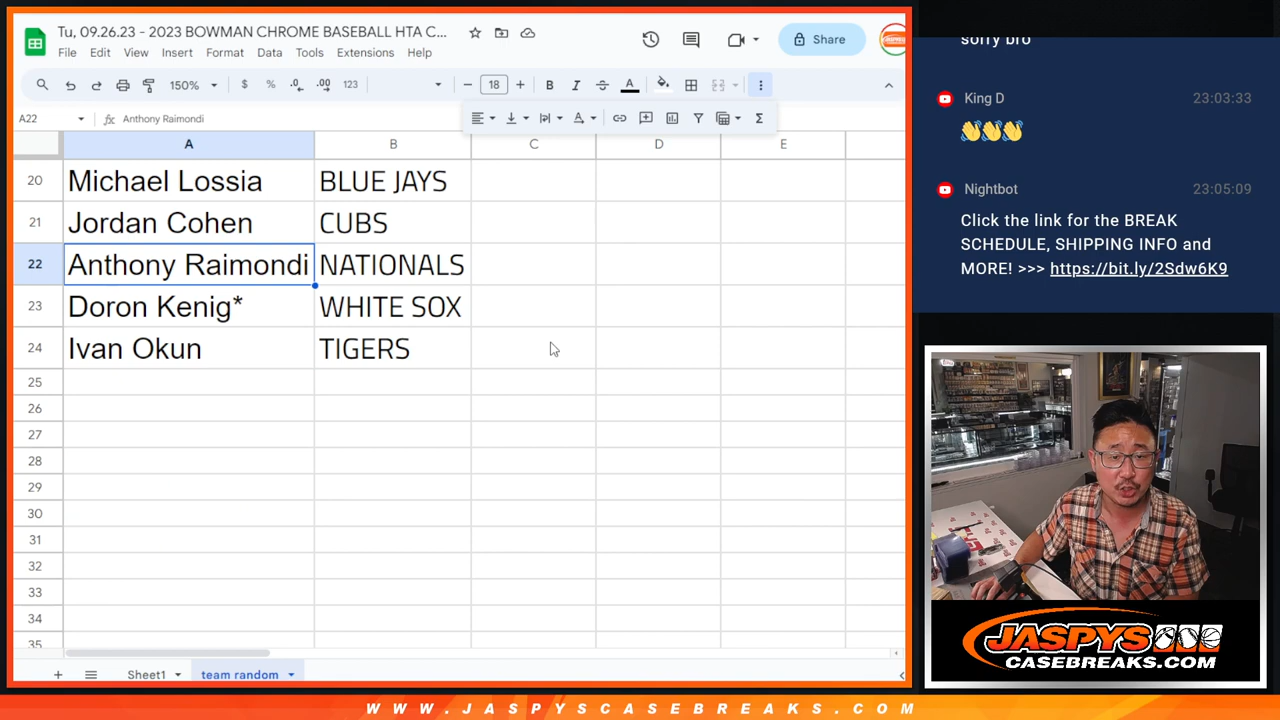 Tu, 09.26.23 - 2023 BOWMAN CHROME BASEBALL HTA C...
File Edit View Insert Format Data Tools Extensions Help
Share
150% $ % .0 .00 123 - 18 + B I A
A22 fx Anthony Raimondi
A B C D E
20 Michael Lossia BLUE JAYS
21 Jordan Cohen CUBS
22 Anthony Raimondi NATIONALS
23 Doron Kenig* WHITE SOX
24 Ivan Okun TIGERS
25
26
27
28
29
30
31
32
33
34
35
+ Sheet1 team random
sorry bro
King D 23:03:33
Nightbot 23:05:09
Click the link for the BREAK
SCHEDULE, SHIPPING INFO and
MORE! >>> https://bit.ly/2Sdw6K9
JASPYS
CASEBREAKS.COM
WWW.JASPYSCASEBREAKS.COM